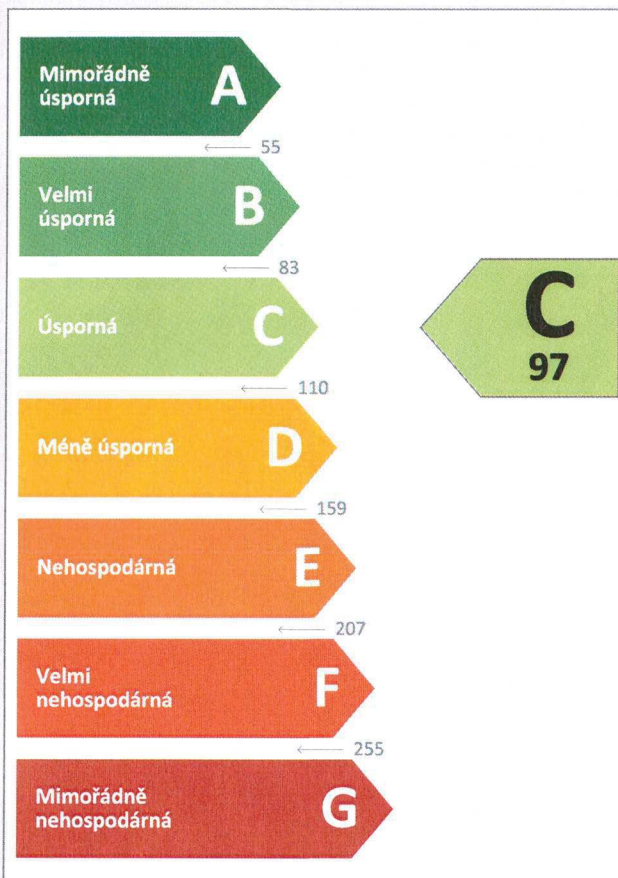 Mimořádně
úsporná
A
← 55
Velmi
úsporná
B
← 83
Úsporná
C
← 110
C
97
Méně úsporná
D
← 159
Nehospodárná
E
← 207
Velmi
nehospodárná
F
← 255
Mimořádně
nehospodárná
G